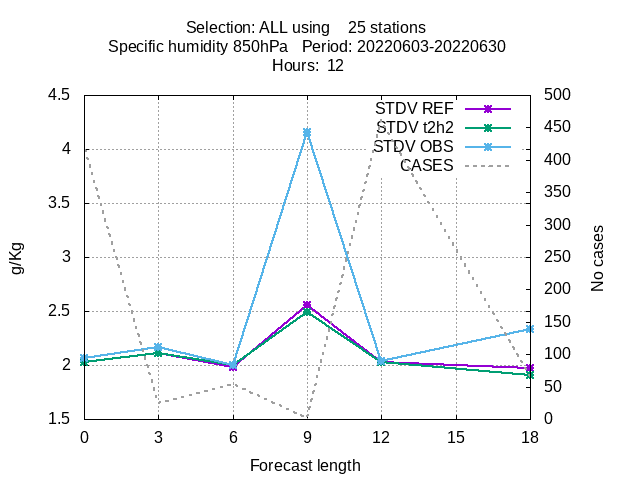 Selection: ALL using    25 stations
Specific humidity 850hPa   Period: 20220603-20220630
Hours:  12
4.5
4
3.5
3
2.5
2
1.5
g/Kg
STDV REF
STDV t2h2
STDV OBS
CASES
500
450
400
350
300
250
200
150
100
50
0
No cases
0 3 6 9 12 15 18
Forecast length